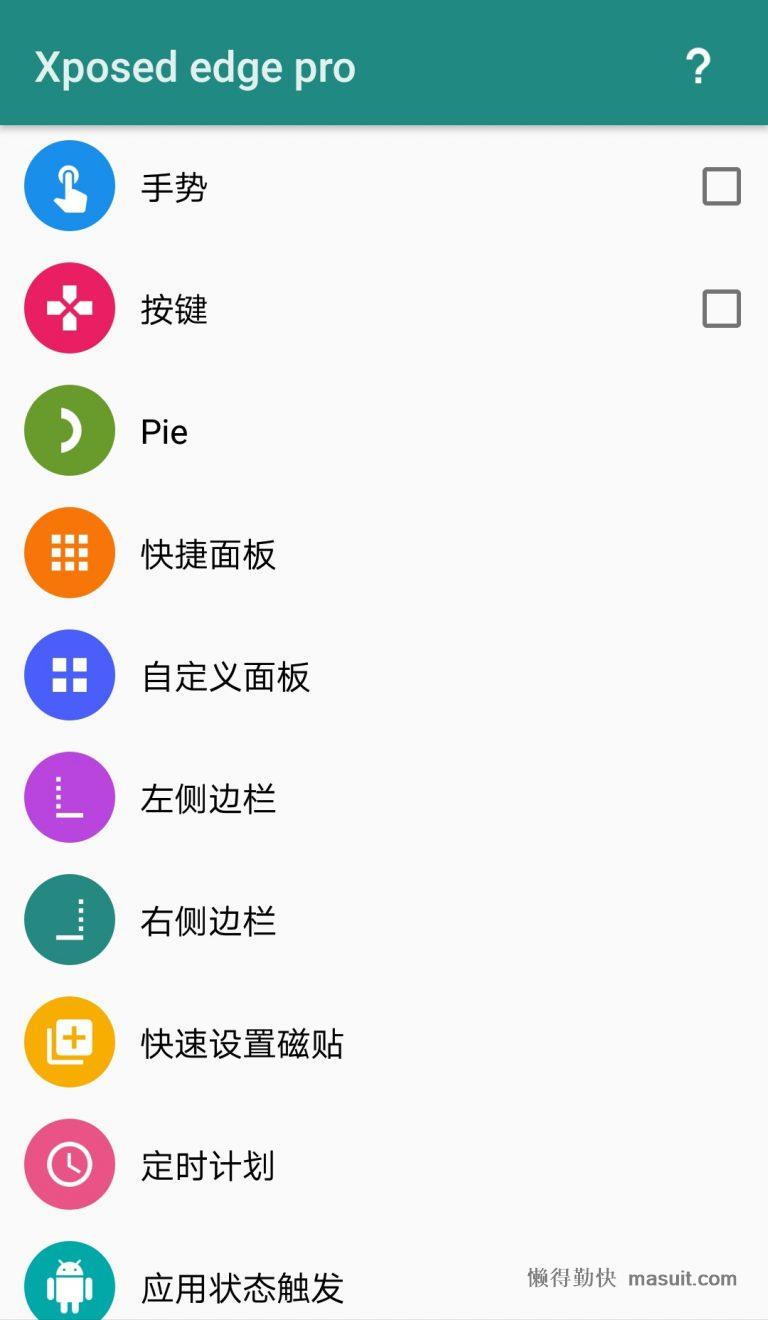 Xposed edge pro ?
手势
按键
Pie
快捷面板
自定义面板
左侧边栏
右侧边栏
快速设置磁贴
定时计划
应用状态触发
懒得勤快 masuit.com